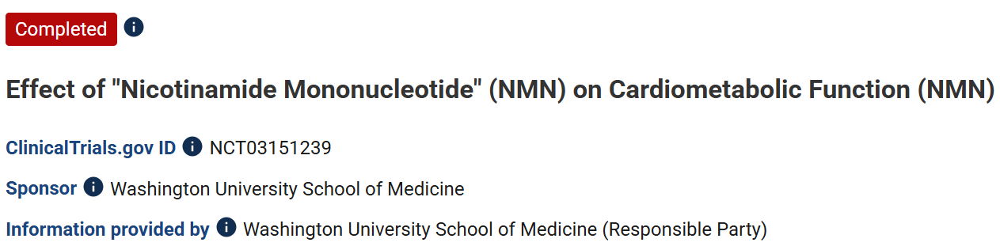 Completed
Effect of "Nicotinamide Mononucleotide" (NMN) on Cardiometabolic Function (NMN)
ClinicalTrials.gov ID NCT03151239
Sponsor Washington University School of Medicine
Information provided by Washington University School of Medicine (Responsible Party)